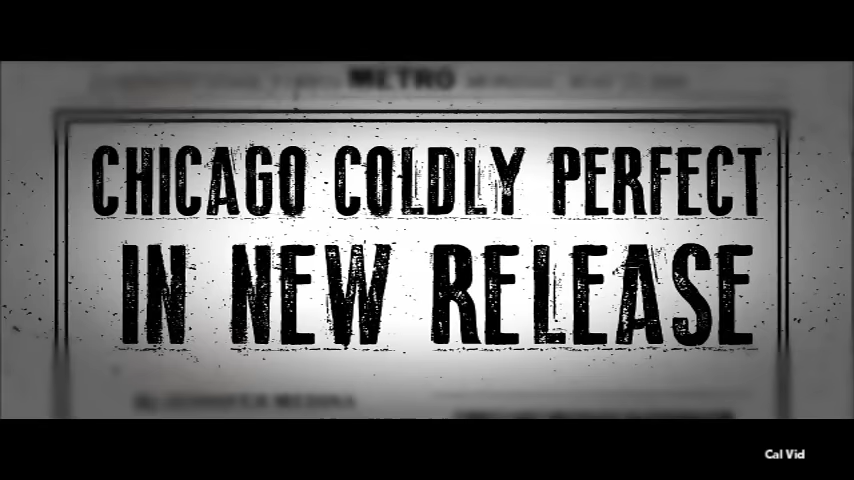 METRO
CHICAGO COLDLY PERFECT
IN NEW RELEASE
Cal Vid